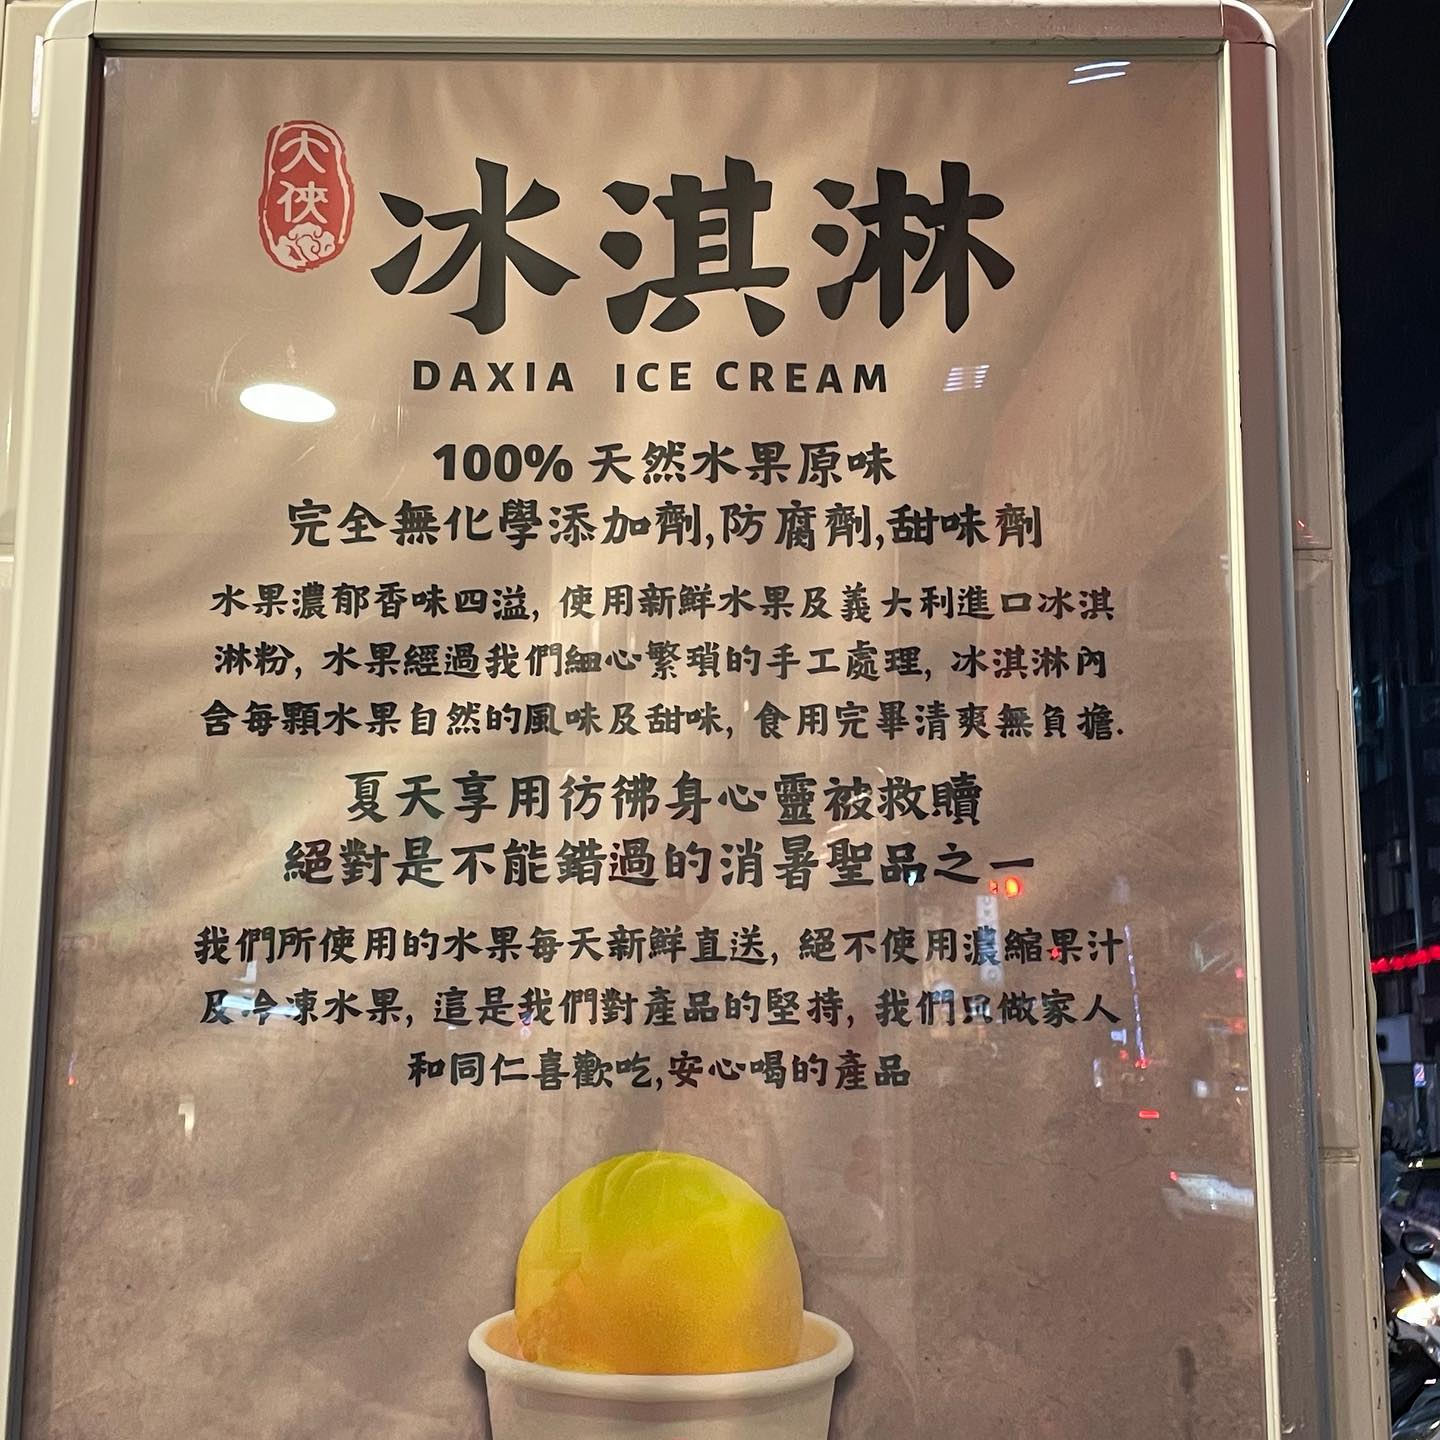 大俠
冰淇淋
DAXIA ICE CREAM
100% 天然水果原味
完全無化學添加劑,防腐劑,甜味劑
水果濃郁香味四溢, 使用新鮮水果及義大利進口冰淇
淋粉, 水果經過我們細心繁瑣的手工處理, 冰淇淋內
含每顆水果自然的風味及甜味, 食用完畢清爽無負擔.
夏天享用彷彿身心靈被救贖
絕對是不能錯過的消暑聖品之一
我們所使用的水果每天新鮮直送, 絕不使用濃縮果汁
及冷凍水果, 這是我們對產品的堅持, 我們只做家人
和同仁喜歡吃,安心喝的產品